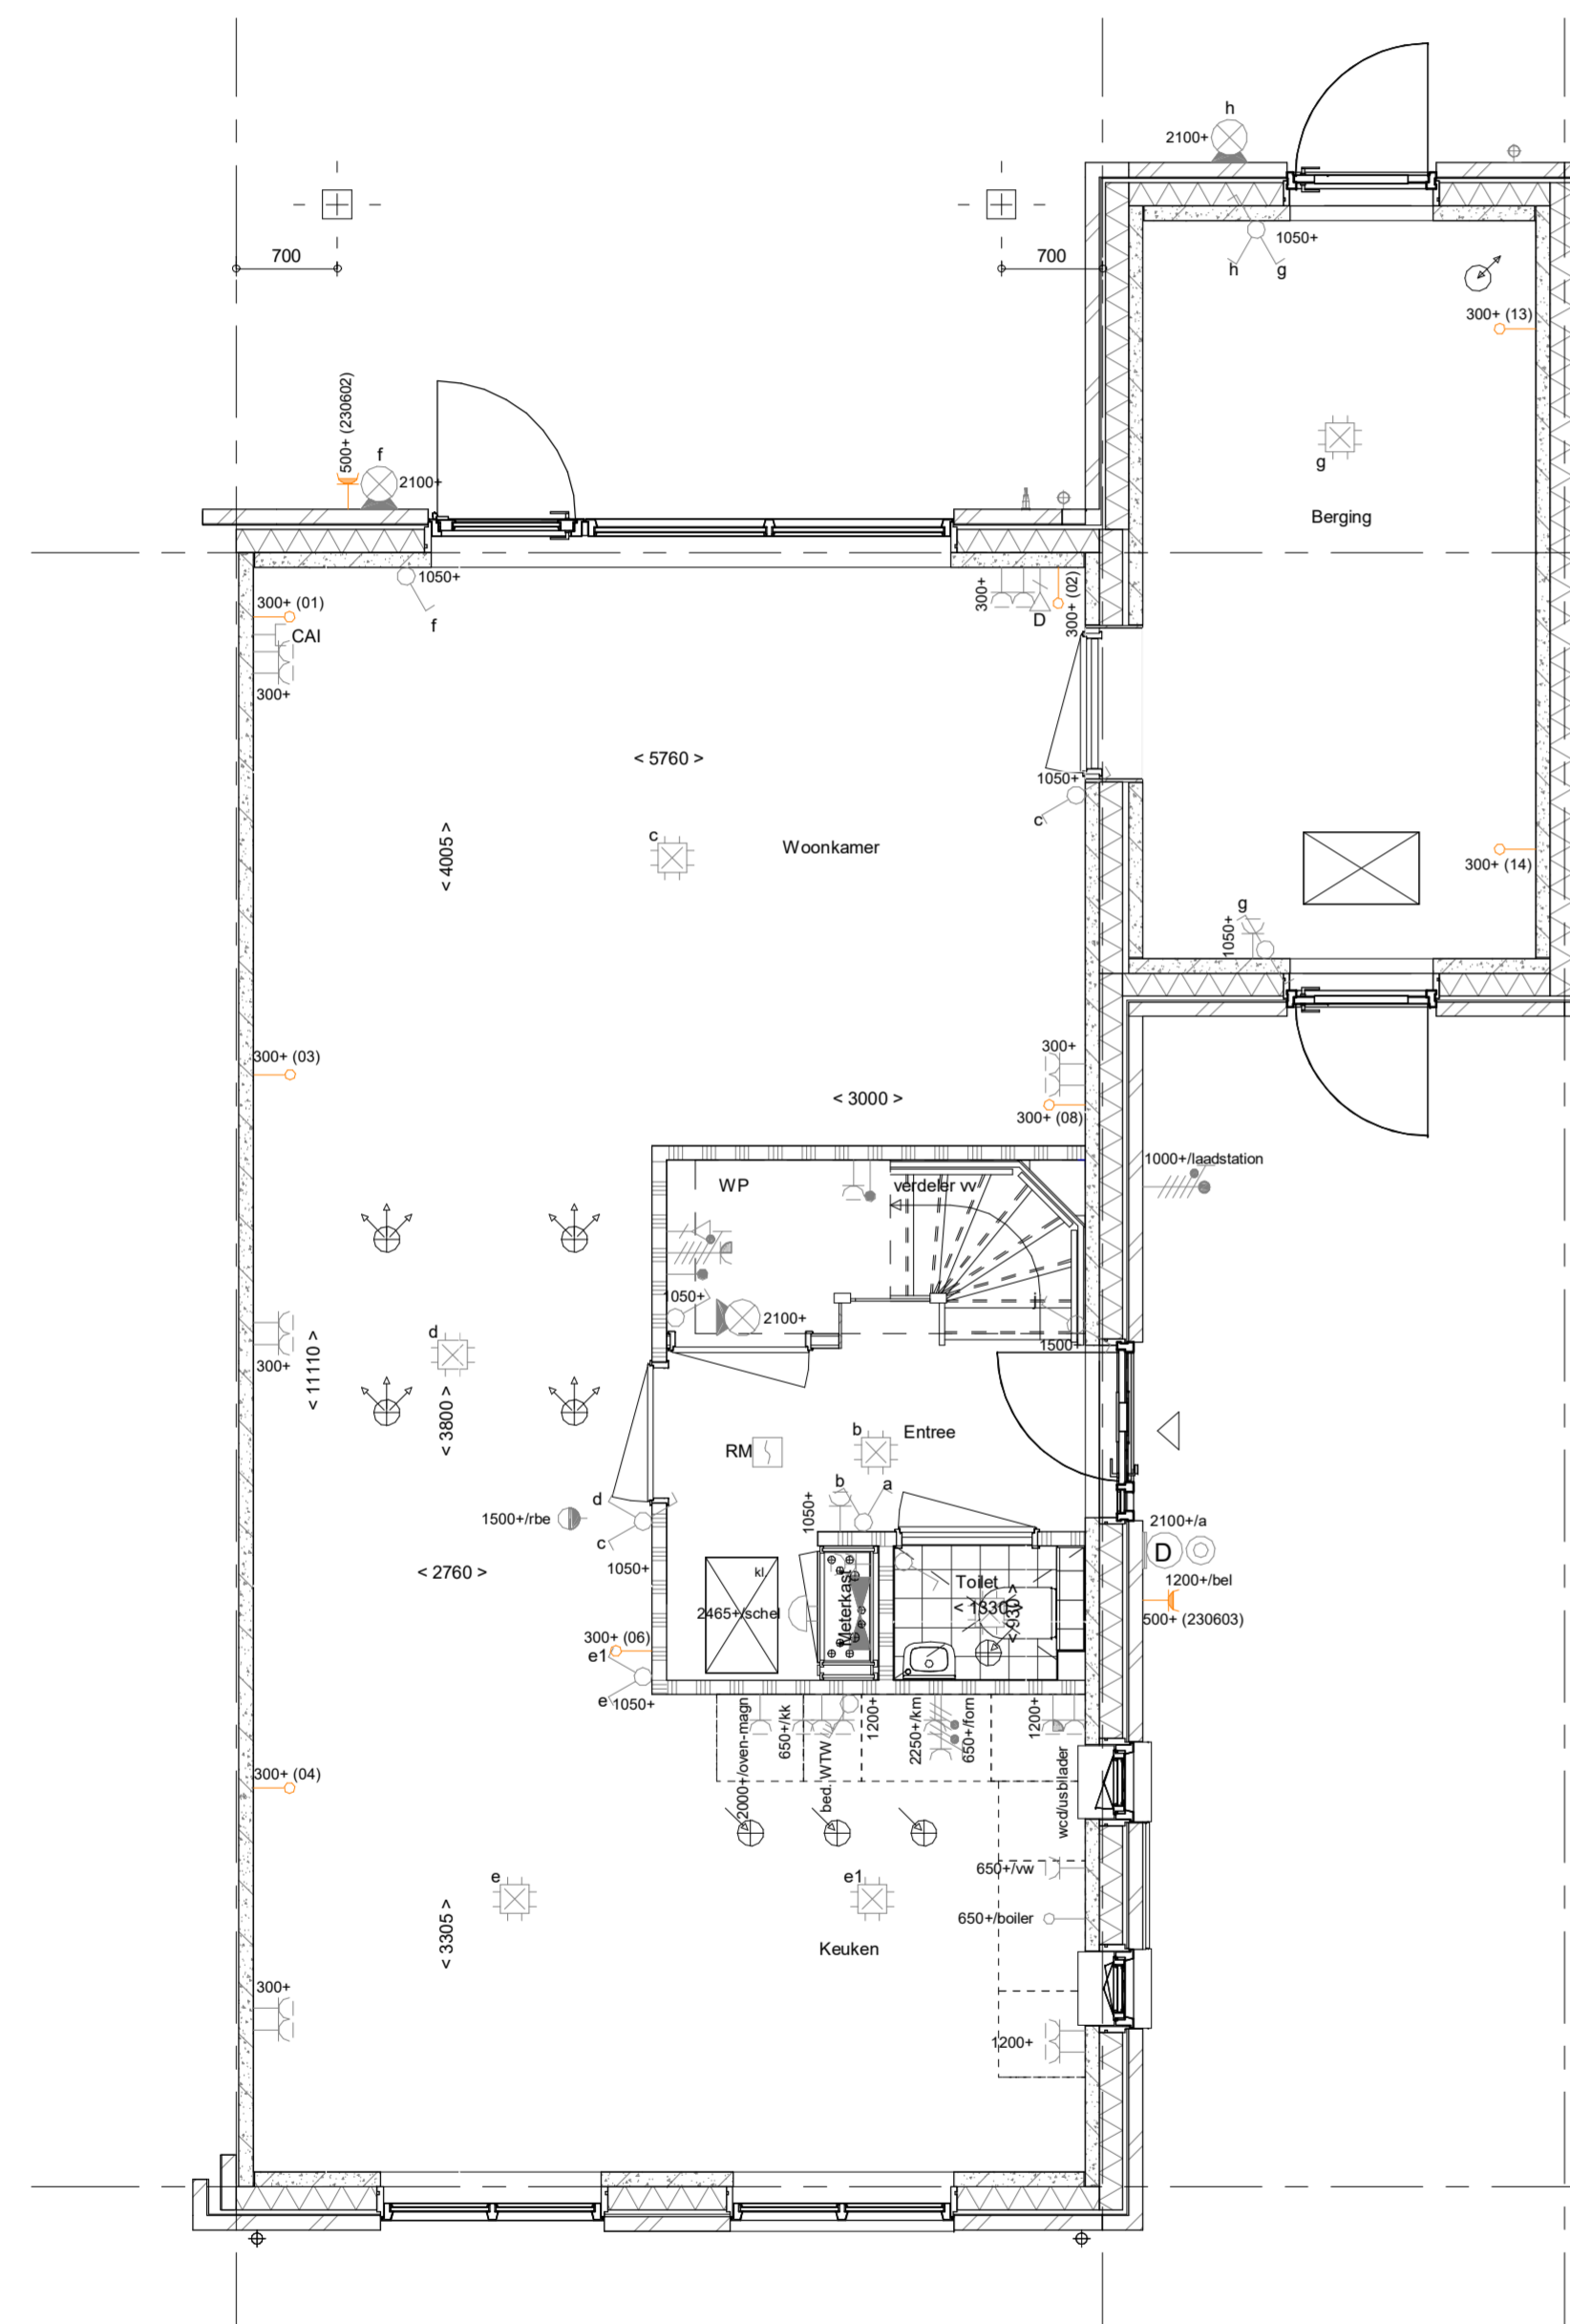 h
2100+
1050+
h
g
700
700
300+ (13)
500+ (230602)
f
2100+
g
Berging
1050+
f
300+ (01)
CAI
300+
300+
D
300+ (02)
< 5760 >
1050+
c
c
Woonkamer
< 4005 >
300+ (14)
g
1050+
300+ (03)
300+
300+ (08)
< 3000 >
1000+/laadstation
WP
verdeler vv
1050+
2100+
j
1500+
300+
< 11110 >
d
< 3800 >
RM
b
Entree
b
a
1050+
1500+/rbe
d
c
1050+
2100+/a
D
1200+/bel
500+ (230603)
< 2760 >
kl
2465+/schel
Meterkast
Toilet
< 1330 >
< 930 >
300+ (06)
e1
e
1050+
2000+/oven-magn
650+/kk
bed. WTW
1200+
2250+/km
650+/forn
1200+
wcd/usbilader
300+ (04)
650+/vw
e
e1
650+/boiler
< 3305 >
Keuken
300+
1200+